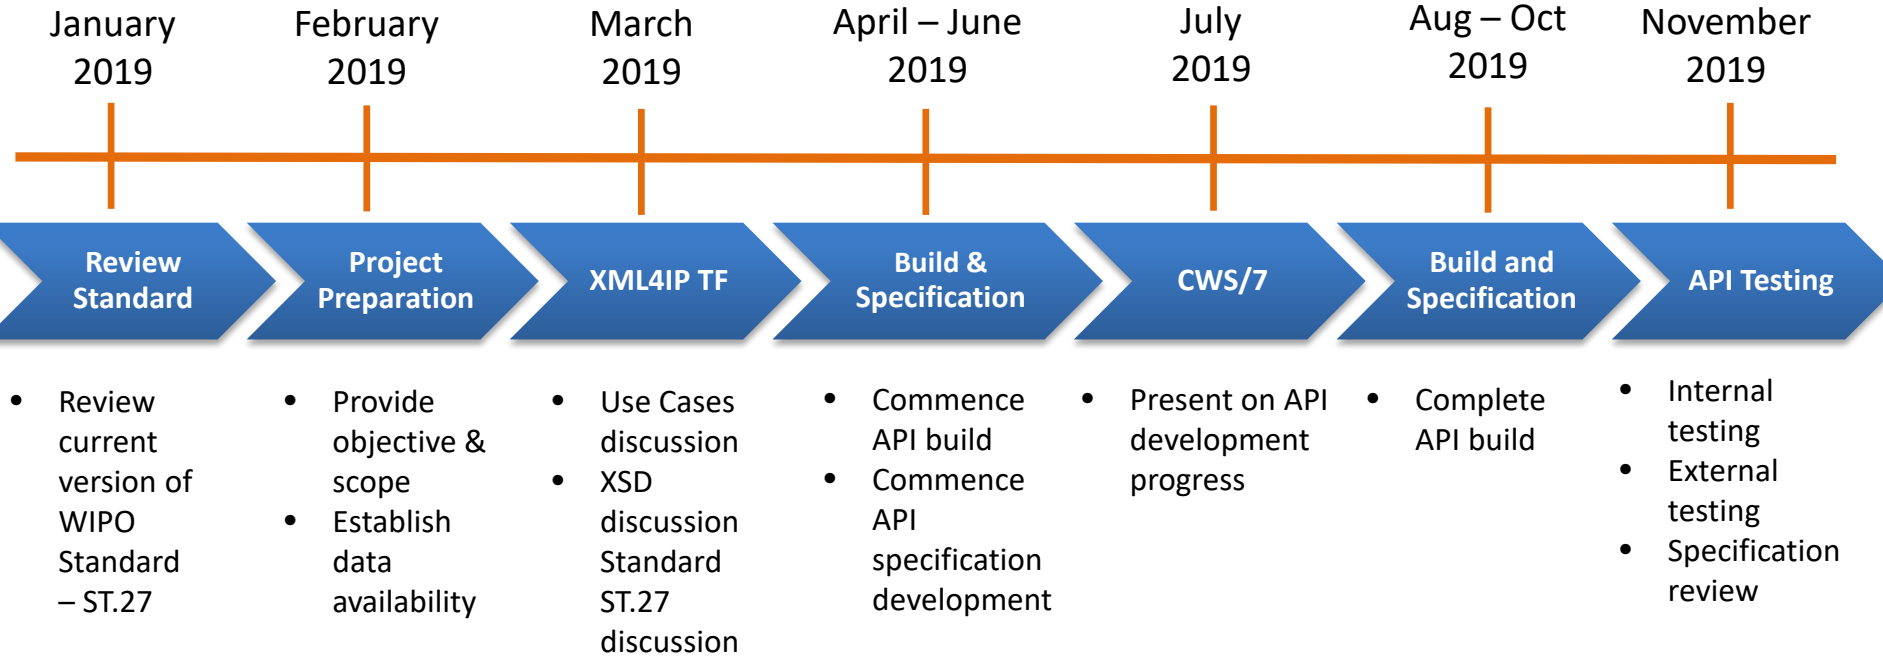 January
2019
February
2019
March
2019
April – June
2019
July
2019
Aug – Oct
2019
November
2019
Review
Standard
Project
Preparation
XML4IP TF
Build &
Specification
CWS/7
Build and
Specification
API Testing
• Review
current
version of
WIPO
Standard
– ST.27
• Provide
objective &
scope
• Establish
data
availability
• Use Cases
discussion
• XSD
discussion
Standard
ST.27
discussion
• Commence
API build
• Commence
API
specification
development
• Present on API
development
progress
• Complete
API build
• Internal
testing
• External
testing
• Specification
review